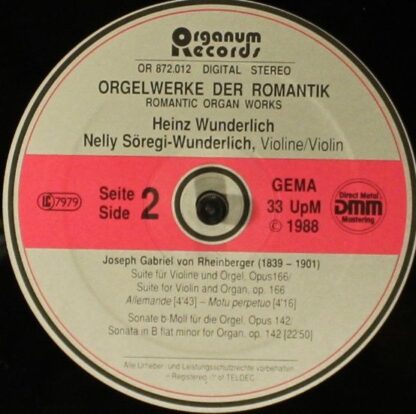 Organum
Records
OR 872.012 DIGITAL STEREO
ORGELWERKE DER ROMANTIK
ROMANTIC ORGAN WORKS
Heinz Wunderlich
Nelly Söregi-Wunderlich, Violine/Violin
LC 7979
Seite
Side 2
GEMA
33 UpM
© 1988
Direct Metal
DMM
Mastering
Joseph Gabriel von Rheinberger (1839 – 1901)
Suite für Violine und Orgel, Opus 166/
Suite for Violin and Organ, op. 166
Allemande [4'43] – Motu perpetuo [4'16]
Sonate b-Moll für die Orgel, Opus 142/
Sonata in B flat minor for Organ, op. 142 [22'50]
Alle Urheber- und Leistungsschutzrechte vorbehalten
– Registered of TELDEC